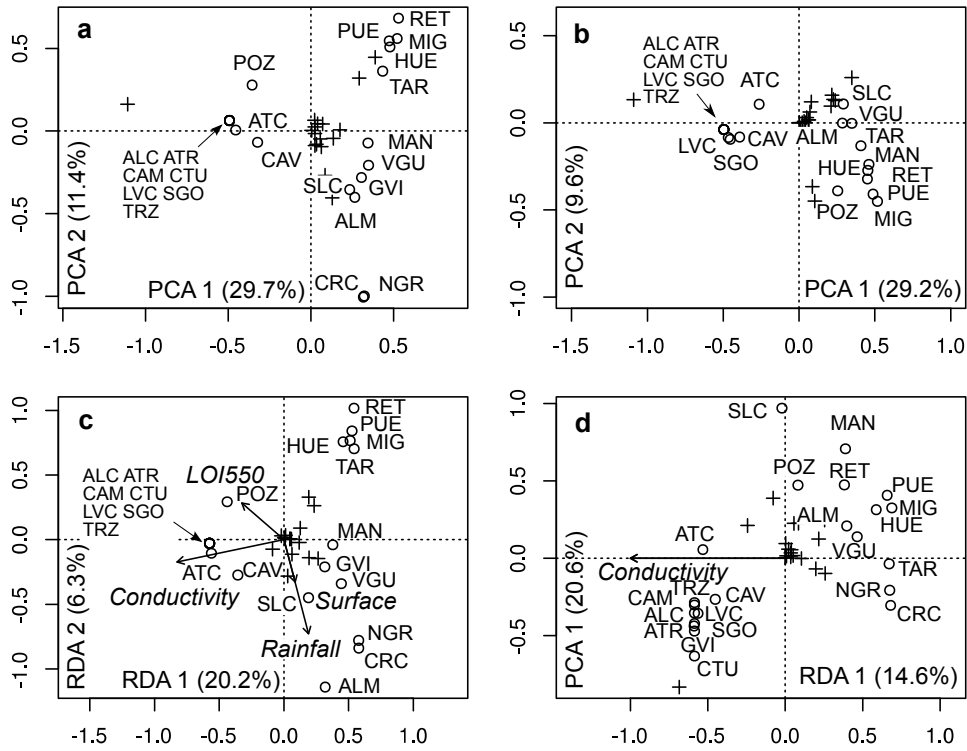 a
RET
PUE
MIG
HUE
TAR
POZ
ATC
CAV
MAN
VGU
GVI
SLC
ALM
CRC NGR
ALC ATR
CAM CTU
LVC SGO
TRZ
PCA 2 (11.4%)
PCA 1 (29.7%)
0.5
0.0
-0.5
-1.0
-1.5 -1.0 -0.5 0.0 0.5 1.0
b
ALC ATR
CAM CTU
LVC SGO
TRZ
ATC
SLC
VGU
ALM
TAR
LVC
CAV
SGO
HUE
MAN
RET
PUE
POZ
MIG
PCA 2 (9.6%)
PCA 1 (29.2%)
0.5
0.0
-0.5
-1.0
-1.5 -1.0 -0.5 0.0 0.5 1.0
c
RET
PUE
HUE
MIG
TAR
ALC ATR
CAM CTU
LVC SGO
TRZ
LOI550
POZ
MAN
GVI
ATC
CAV
VGU
Conductivity
SLC
Surface
NGR
Rainfall
CRC
ALM
RDA 2 (6.3%)
RDA 1 (20.2%)
1.0
0.5
0.0
-0.5
-1.0
-1.5 -1.0 -0.5 0.0 0.5 1.0
d
SLC
MAN
POZ
RET
PUE
MIG
ALM
HUE
ATC
VGU
TAR
Conductivity
TRZ
CAM
CAV
NGR
ALC
LVC
CRC
ATR
SGO
GVI
CTU
PCA 1 (20.6%)
RDA 1 (14.6%)
1.0
0.5
0.0
-0.5
-1.5 -1.0 -0.5 0.0 0.5 1.0